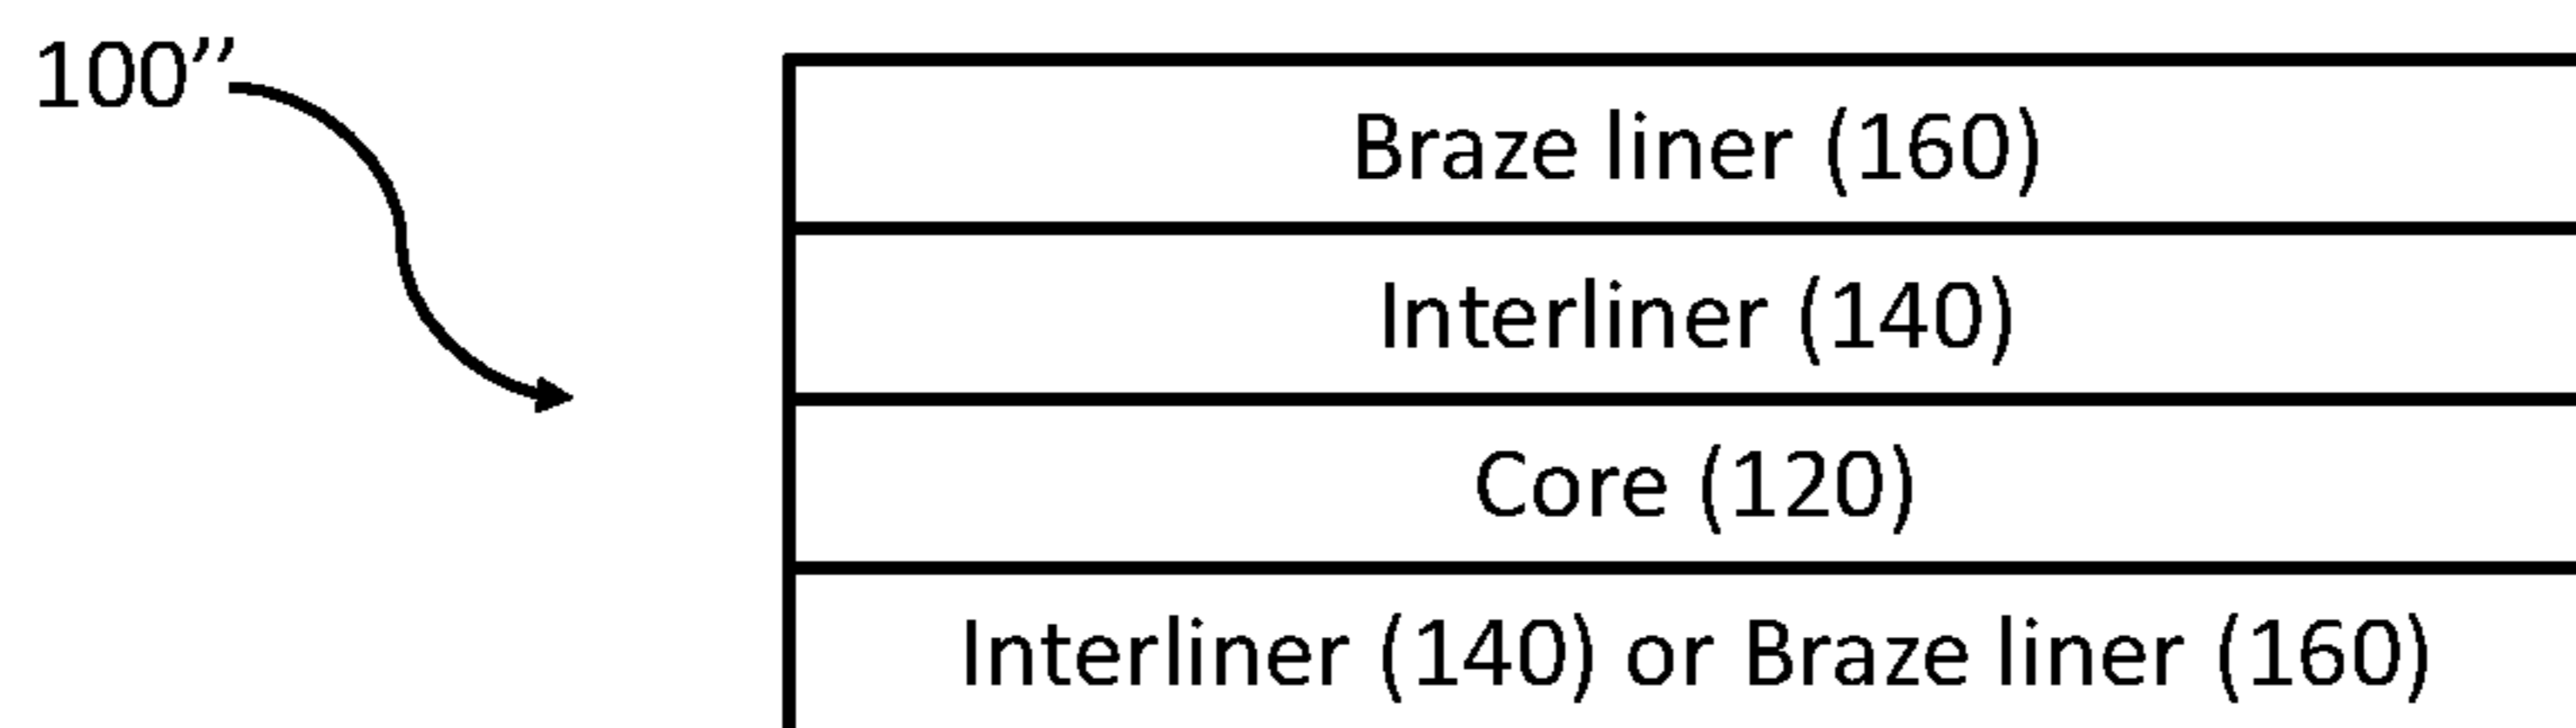 100’’
Braze liner (160)
Interliner (140)
Core (120)
Interliner (140) or Braze liner (160)